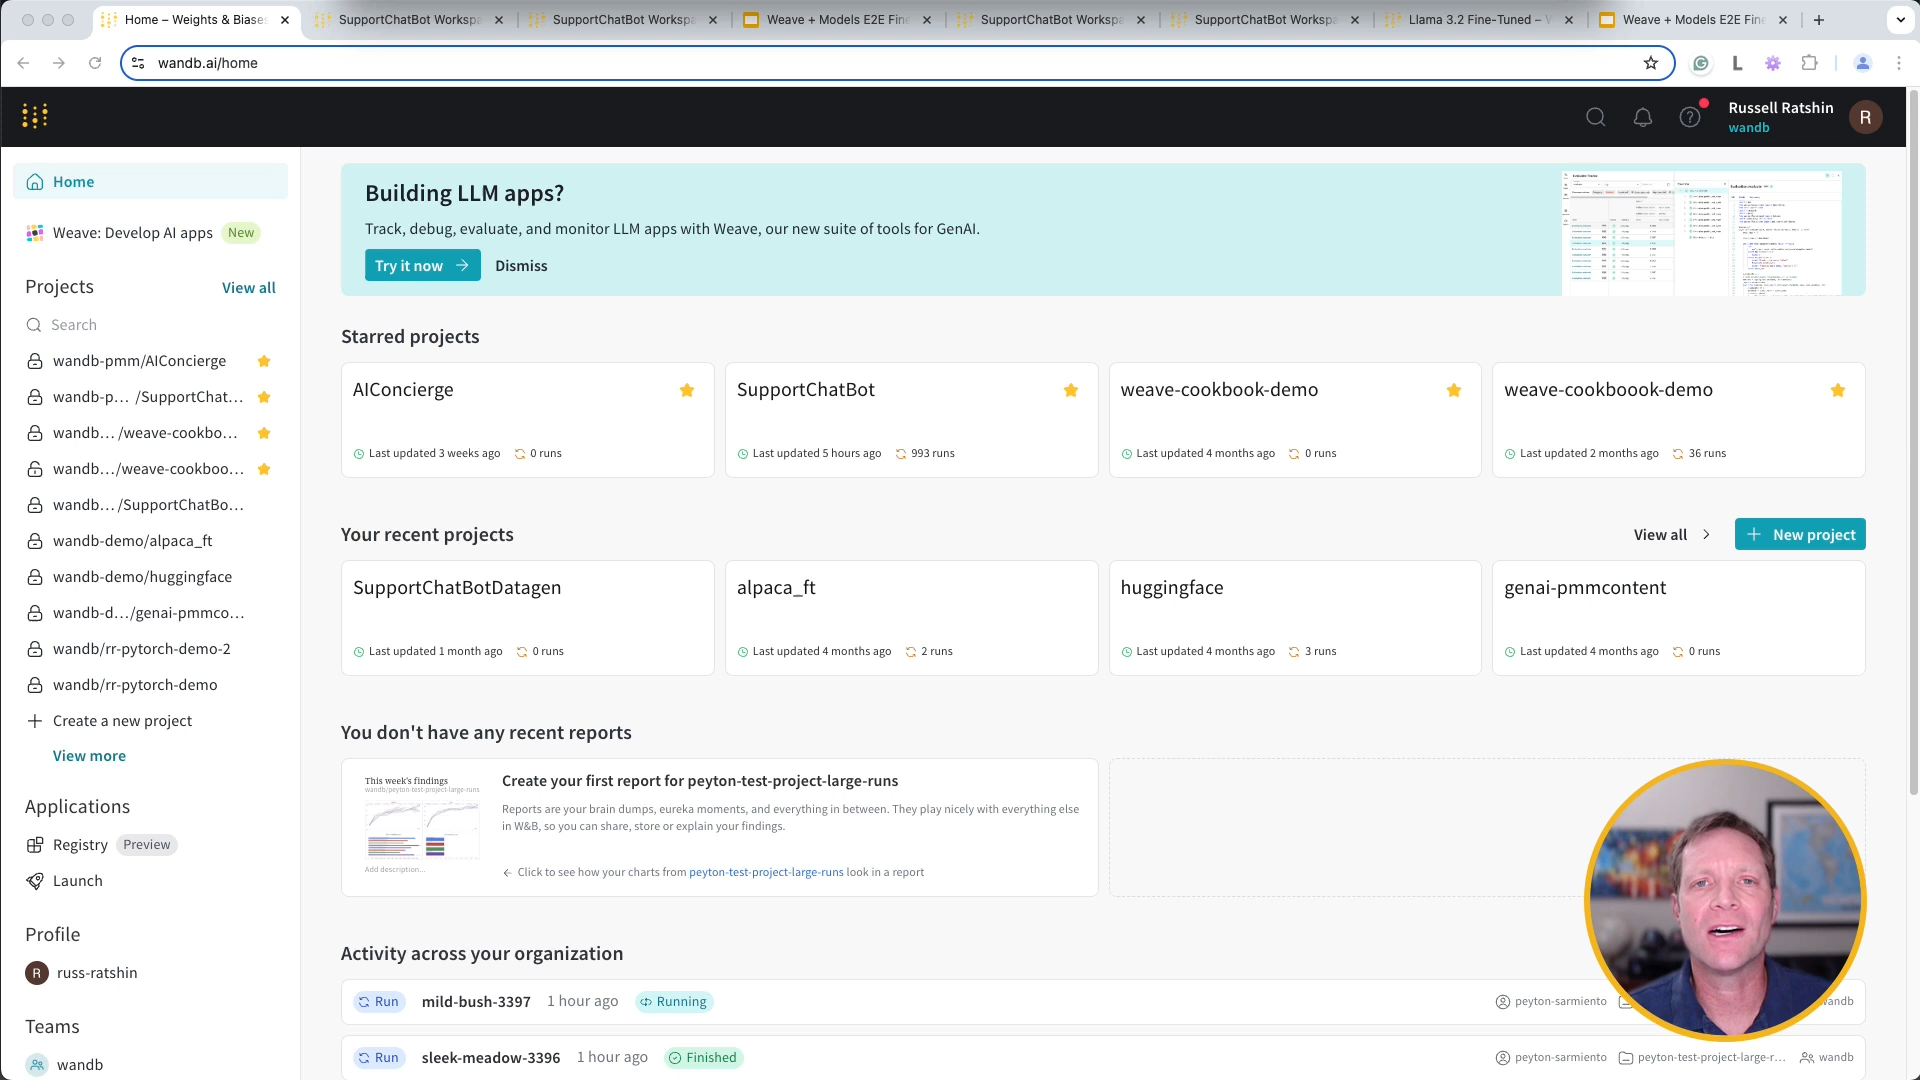 Home – Weights & Biases
SupportChatBot Workspa
SupportChatBot Workspa
Weave + Models E2E Fine
SupportChatBot Workspa
SupportChatBot Workspa
Llama 3.2 Fine-Tuned –
Weave + Models E2E Fine
wandb.ai/home
L
Russell Ratshin
wandb
R
Home
Weave: Develop AI apps New
Projects View all
Search
wandb-pmm/AIConcierge
wandb-p... /SupportChat...
wandb... /weave-cookbo...
wandb.../weave-cookboo...
wandb... /SupportChatBo...
wandb-demo/alpaca_ft
wandb-demo/huggingface
wandb-d.../genai-pmmco...
wandb/rr-pytorch-demo-2
wandb/rr-pytorch-demo
Create a new project
View more
Applications
Registry Preview
Launch
Profile
R russ-ratshin
Teams
wandb
Building LLM apps?
Track, debug, evaluate, and monitor LLM apps with Weave, our new suite of tools for GenAI.
Try it now Dismiss
Starred projects
AIConcierge
Last updated 3 weeks ago 0 runs
SupportChatBot
Last updated 5 hours ago 993 runs
weave-cookbook-demo
Last updated 4 months ago 0 runs
weave-cookboook-demo
Last updated 2 months ago 36 runs
Your recent projects
View all
New project
SupportChatBotDatagen
Last updated 1 month ago 0 runs
alpaca_ft
Last updated 4 months ago 2 runs
huggingface
Last updated 4 months ago 3 runs
genai-pmmcontent
Last updated 4 months ago 0 runs
You don't have any recent reports
This week's findings
wandb/peyton-test-project-large-runs
Add description...
Create your first report for peyton-test-project-large-runs
Reports are your brain dumps, eureka moments, and everything in between. They play nicely with everything else
in W&B, so you can share, store or explain your findings.
Click to see how your charts from peyton-test-project-large-runs look in a report
Activity across your organization
Run mild-bush-3397 1 hour ago Running peyton-sarmiento wandb
Run sleek-meadow-3396 1 hour ago Finished peyton-sarmiento peyton-test-project-large-r... wandb